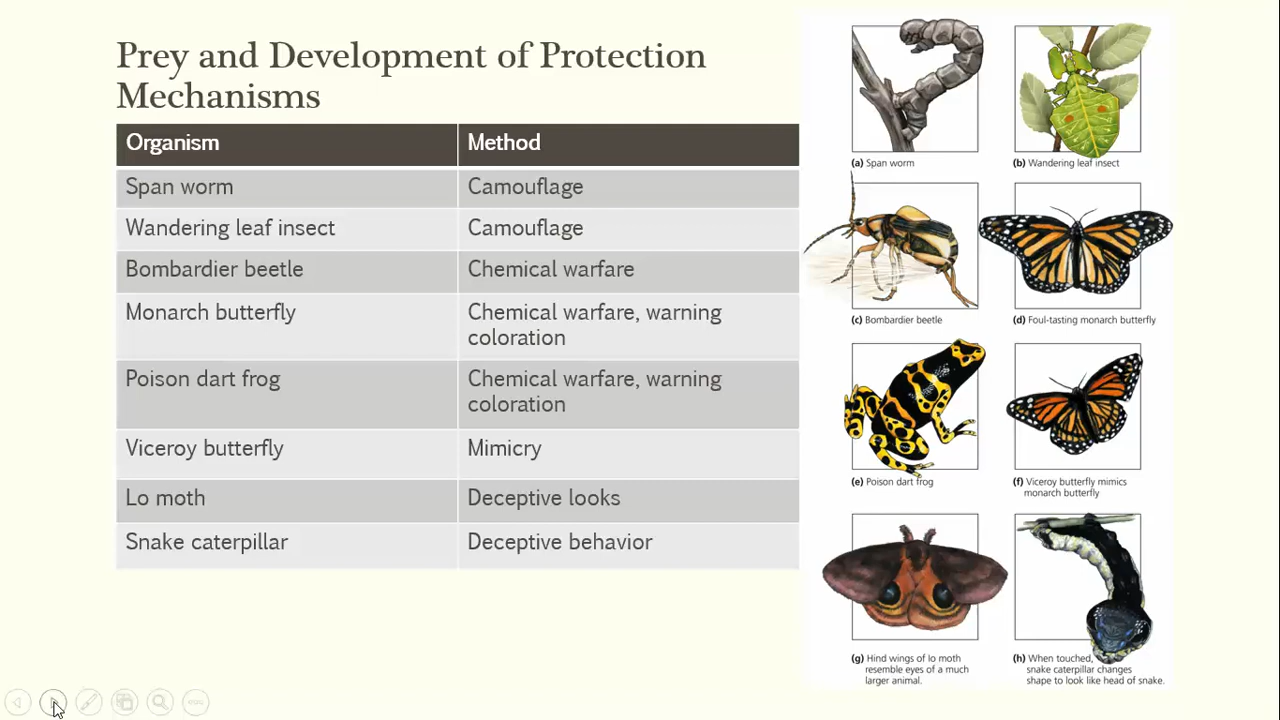 Prey and Development of Protection
Mechanisms
Organism Method
Span worm Camouflage
Wandering leaf insect Camouflage
Bombardier beetle Chemical warfare
Monarch butterfly Chemical warfare, warning
coloration
Poison dart frog Chemical warfare, warning
coloration
Viceroy butterfly Mimicry
Lo moth Deceptive looks
Snake caterpillar Deceptive behavior
(a) Span worm
(b) Wandering leaf insect
(c) Bombardier beetle
(d) Foul-tasting monarch butterfly
(e) Poison dart frog
(f) Viceroy butterfly mimics
monarch butterfly
(g) Hind wings of Io moth
resemble eyes of a much
larger animal.
(h) When touched,
snake caterpillar changes
shape to look like head of snake.